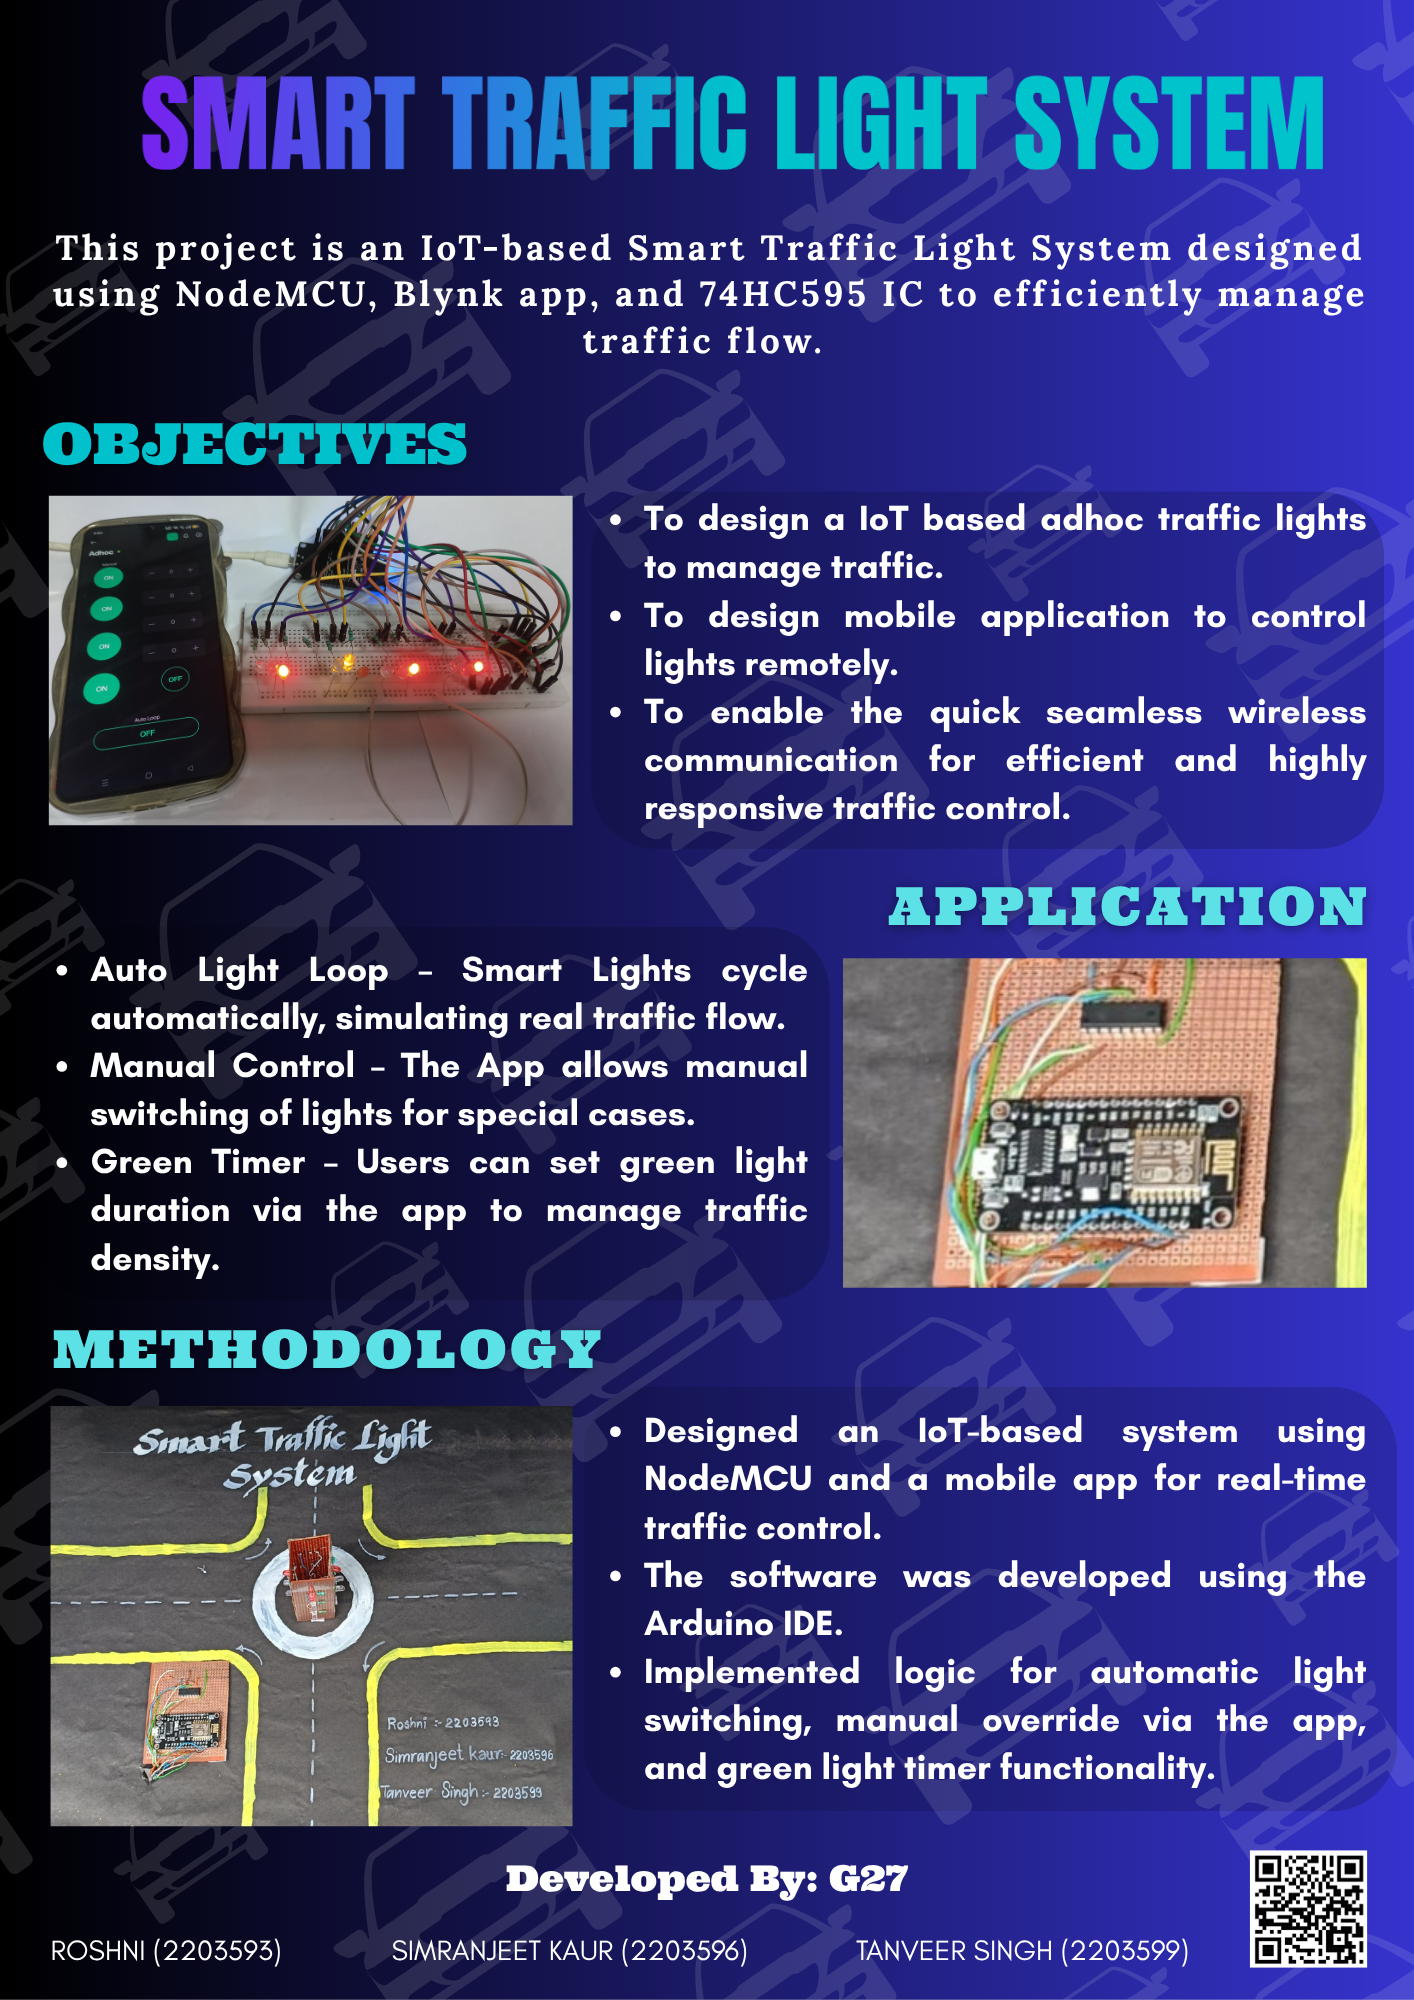 SMART TRAFFIC LIGHT SYSTEM
This project is an IoT-based Smart Traffic Light System designed
using NodeMCU, Blynk app, and 74HC595 IC to efficiently manage
traffic flow.
OBJECTIVES
Adhoc
Manual
ON
ON
ON
ON
− 0 +
− 0 +
− 0 +
− 0 +
OFF
Auto Loop
OFF
• To design a IoT based adhoc traffic lights
to manage traffic.
• To design mobile application to control
lights remotely.
• To enable the quick seamless wireless
communication for efficient and highly
responsive traffic control.
APPLICATION
• Auto Light Loop – Smart Lights cycle
automatically, simulating real traffic flow.
• Manual Control – The App allows manual
switching of lights for special cases.
• Green Timer – Users can set green light
duration via the app to manage traffic
density.
METHODOLOGY
Smart Traffic Light
System
Roshni :- 2203593
Simranjeet kaur:- 2203596
Tanveer Singh :- 2203599
• Designed an IoT-based system using
NodeMCU and a mobile app for real-time
traffic control.
• The software was developed using the
Arduino IDE.
• Implemented logic for automatic light
switching, manual override via the app,
and green light timer functionality.
Developed By: G27
ROSHNI (2203593) SIMRANJEET KAUR (2203596) TANVEER SINGH (2203599)